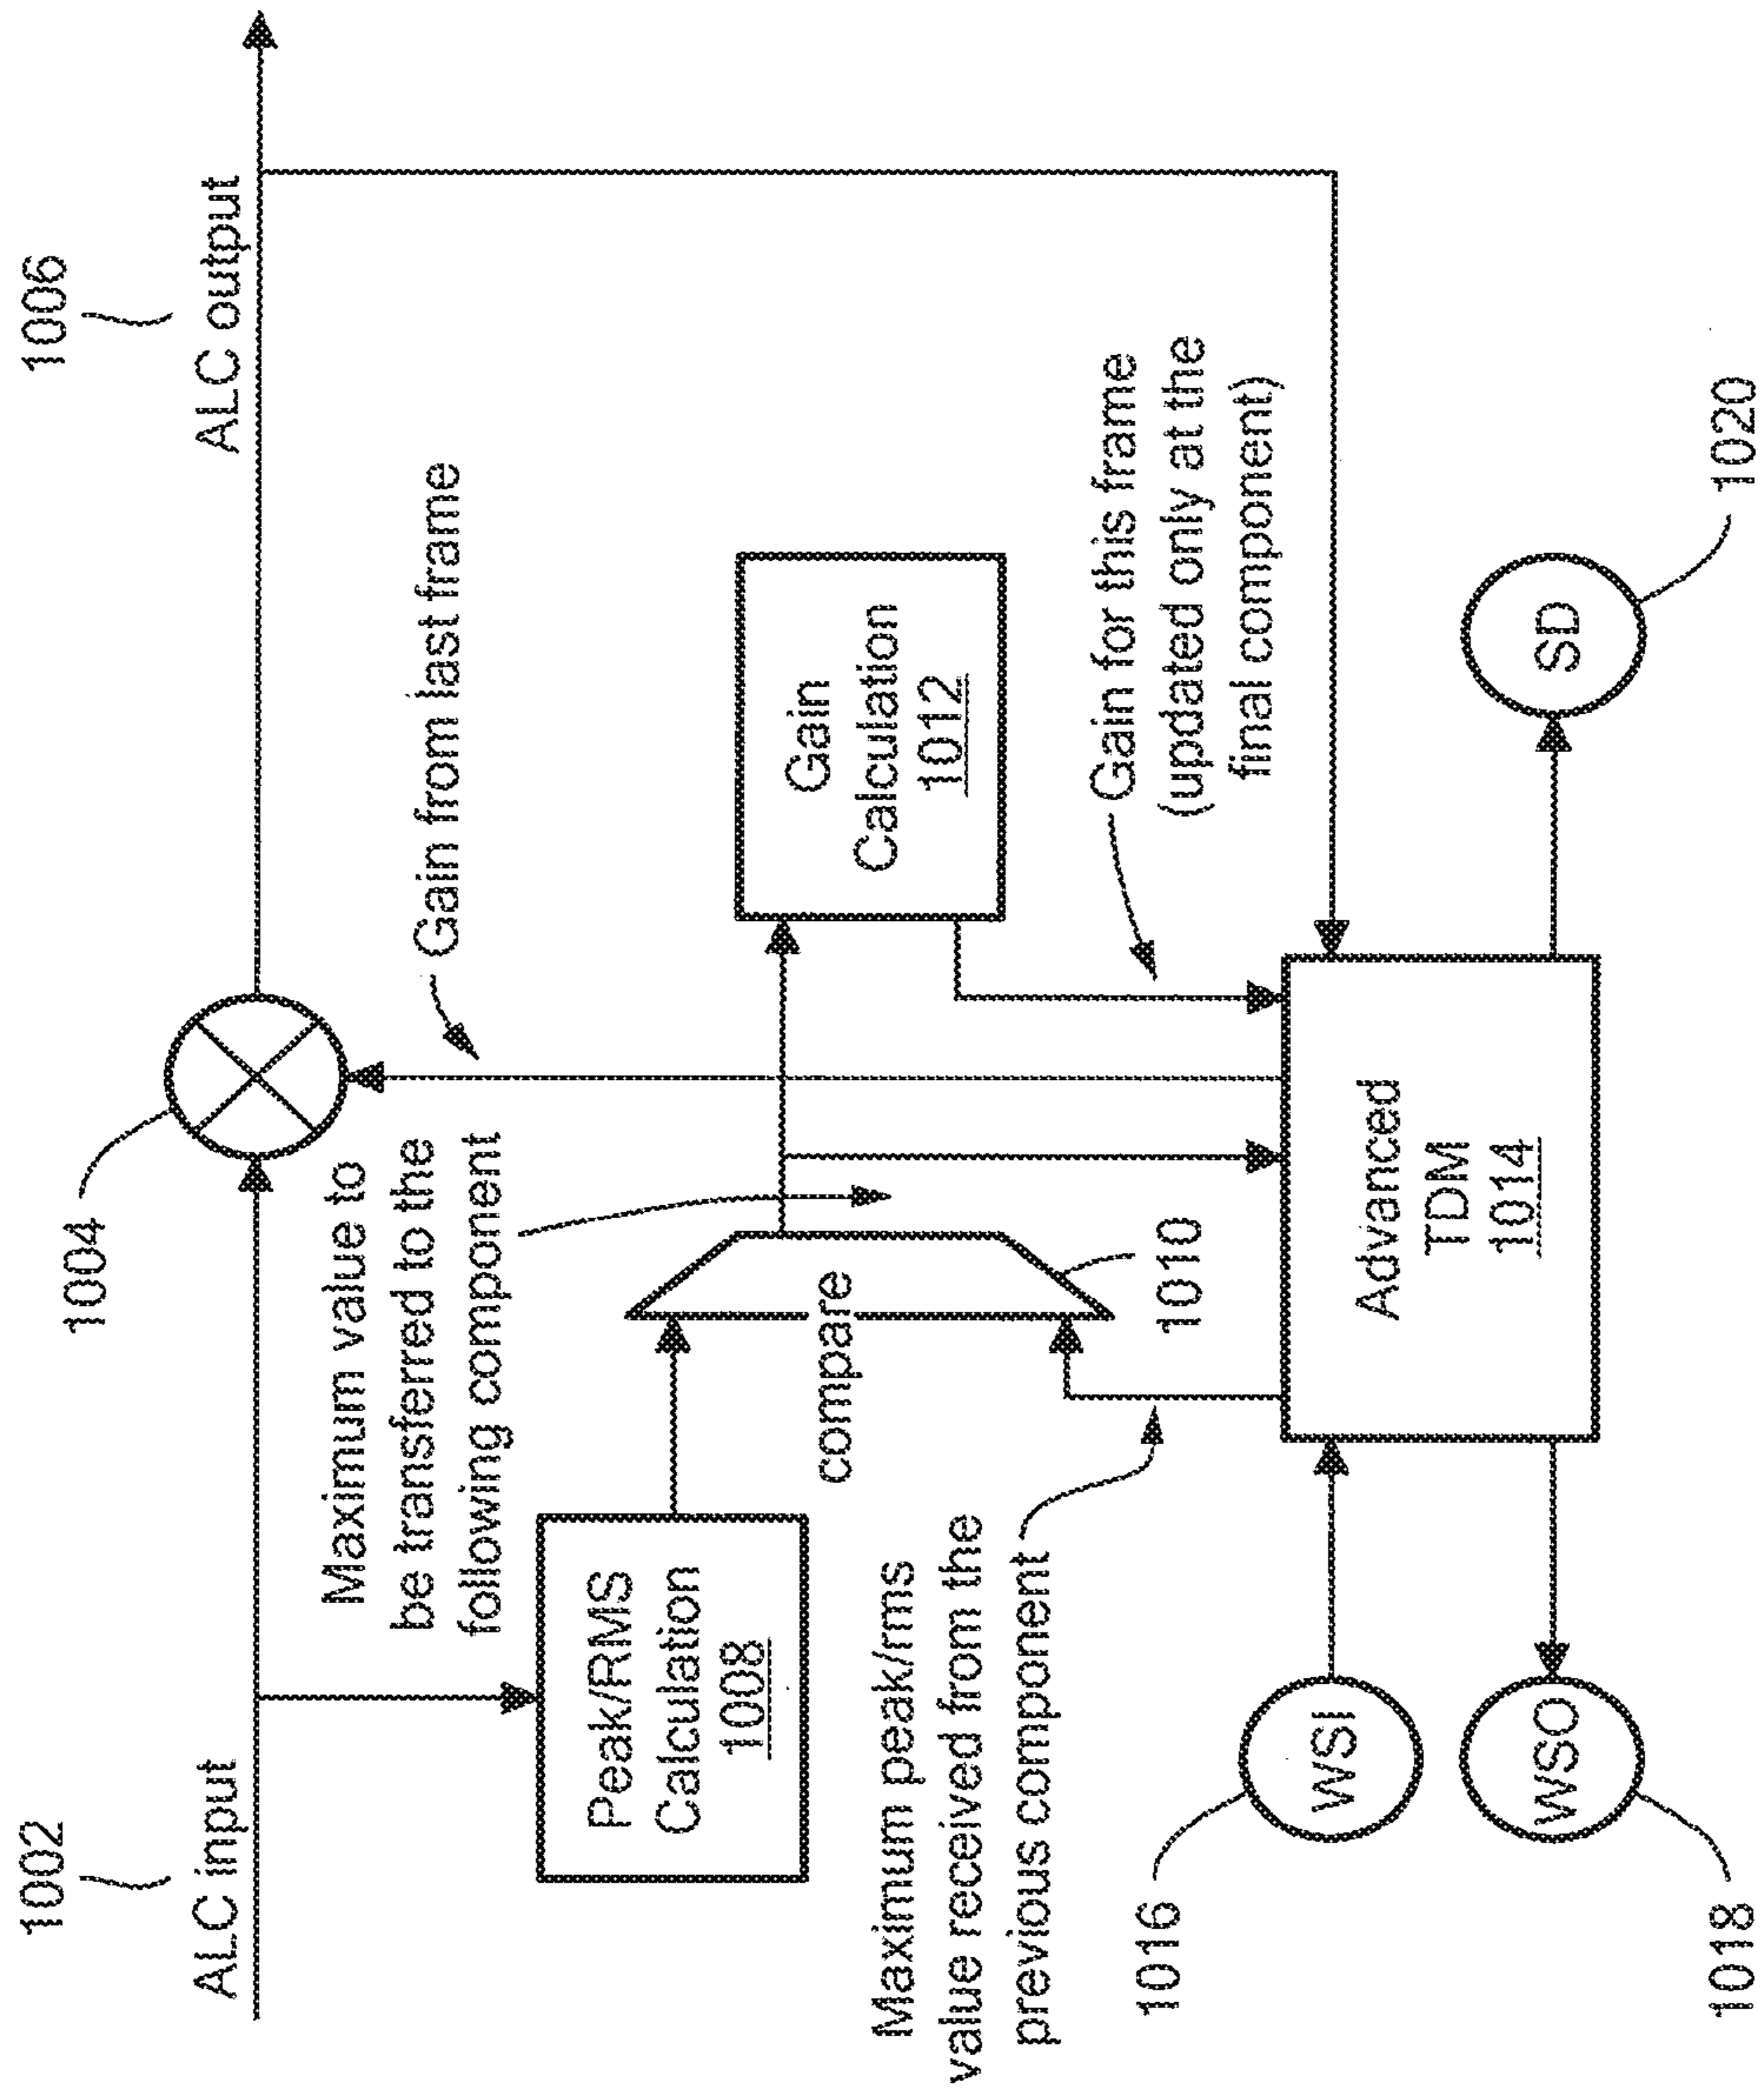 1002
ALC input
1004
1006
ALC output
Maximum value to
be transferred to the
following component
Gain from last frame
Peak/RMS
Calculation
1008
compare
1010
Gain
Calculation
1012
Maximum peak/rms
value received from the
previous component
Gain for this frame
(updated only at the
final component)
Advanced
TDM
1014
1016
WSI
1018
WSO
SD
1020